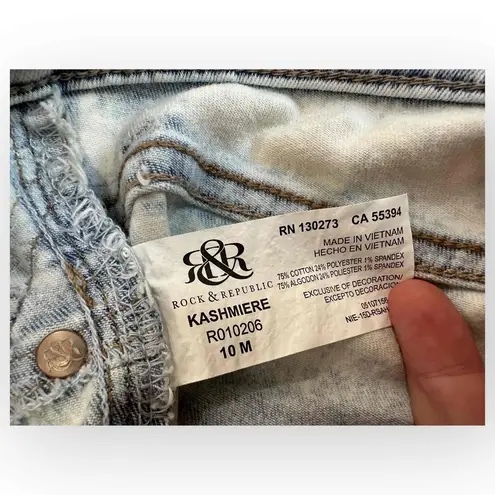 RN 130273 CA 55394
MADE IN VIETNAM
HECHO EN VIETNAM
R&R
ROCK & REPUBLIC
75% COTTON 24% POLYESTER 1% SPANDEX
75% ALGODON 24% POLIESTER 1% SPANDEX
KASHMIERE
R010206
10 M
EXCLUSIVE OF DECORATION/
EXCEPTO DECORACION